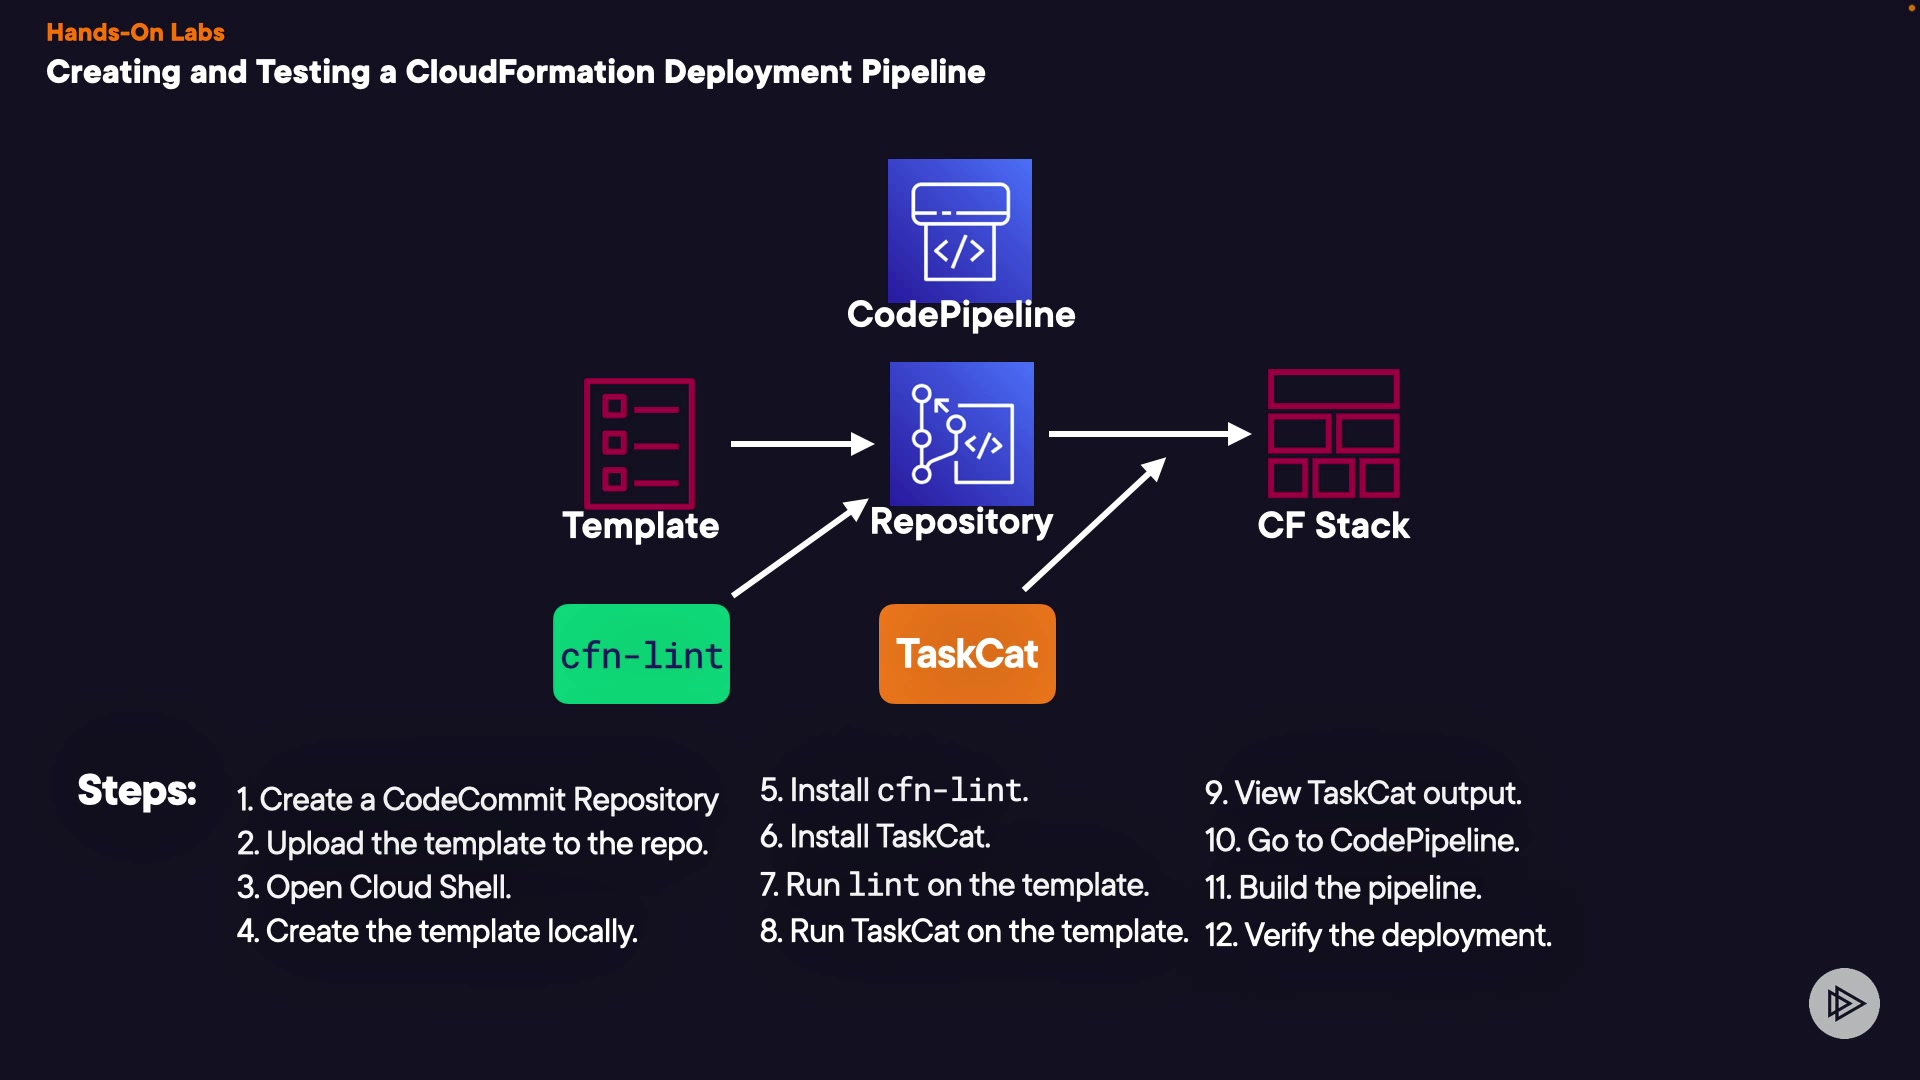 Hands-On Labs
Creating and Testing a CloudFormation Deployment Pipeline
</>
CodePipeline
</>
Template
Repository
CF Stack
cfn-lint
TaskCat
Steps:
1. Create a CodeCommit Repository
2. Upload the template to the repo.
3. Open Cloud Shell.
4. Create the template locally.
5. Install cfn-lint.
6. Install TaskCat.
7. Run lint on the template.
8. Run TaskCat on the template.
9. View TaskCat output.
10. Go to CodePipeline.
11. Build the pipeline.
12. Verify the deployment.